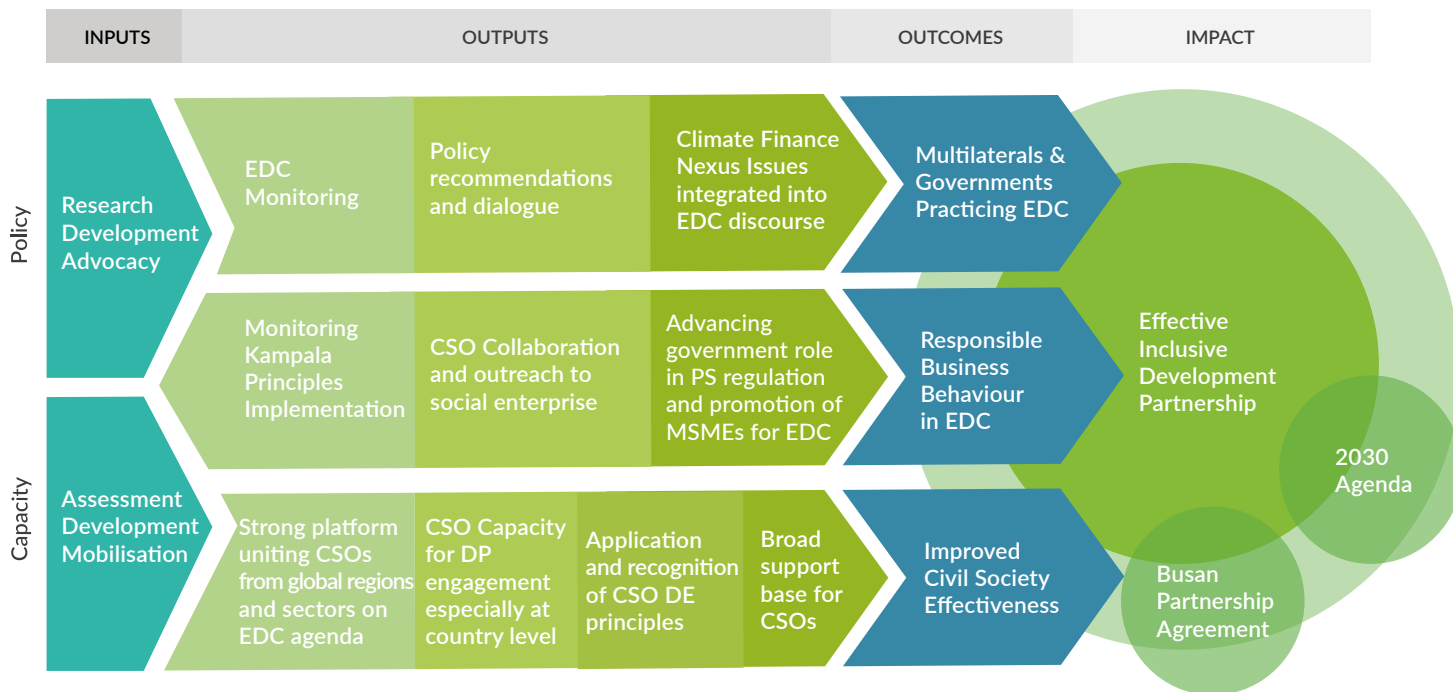 INPUTS
OUTPUTS
OUTCOMES
IMPACT
Policy
Research
Development
Advocacy
EDC
Monitoring
Policy
recommendations
and dialogue
Climate Finance
Nexus Issues
integrated into
EDC discourse
Multilaterals &
Governments
Practicing EDC
Monitoring
Kampala
Principles
Implementation
CSO Collaboration
and outreach to
social enterprise
Advancing
government role
in PS regulation
and promotion of
MSMEs for EDC
Responsible
Business
Behaviour
in EDC
Effective
Inclusive
Development
Partnership
2030
Agenda
Capacity
Assessment
Development
Mobilisation
Strong platform
uniting CSOs
from global regions
and sectors on
EDC agenda
CSO Capacity
for DP
engagement
especially at
country level
Application
and recognition
of CSO DE
principles
Broad
support
base for
CSOs
Improved
Civil Society
Effectiveness
Busan
Partnership
Agreement